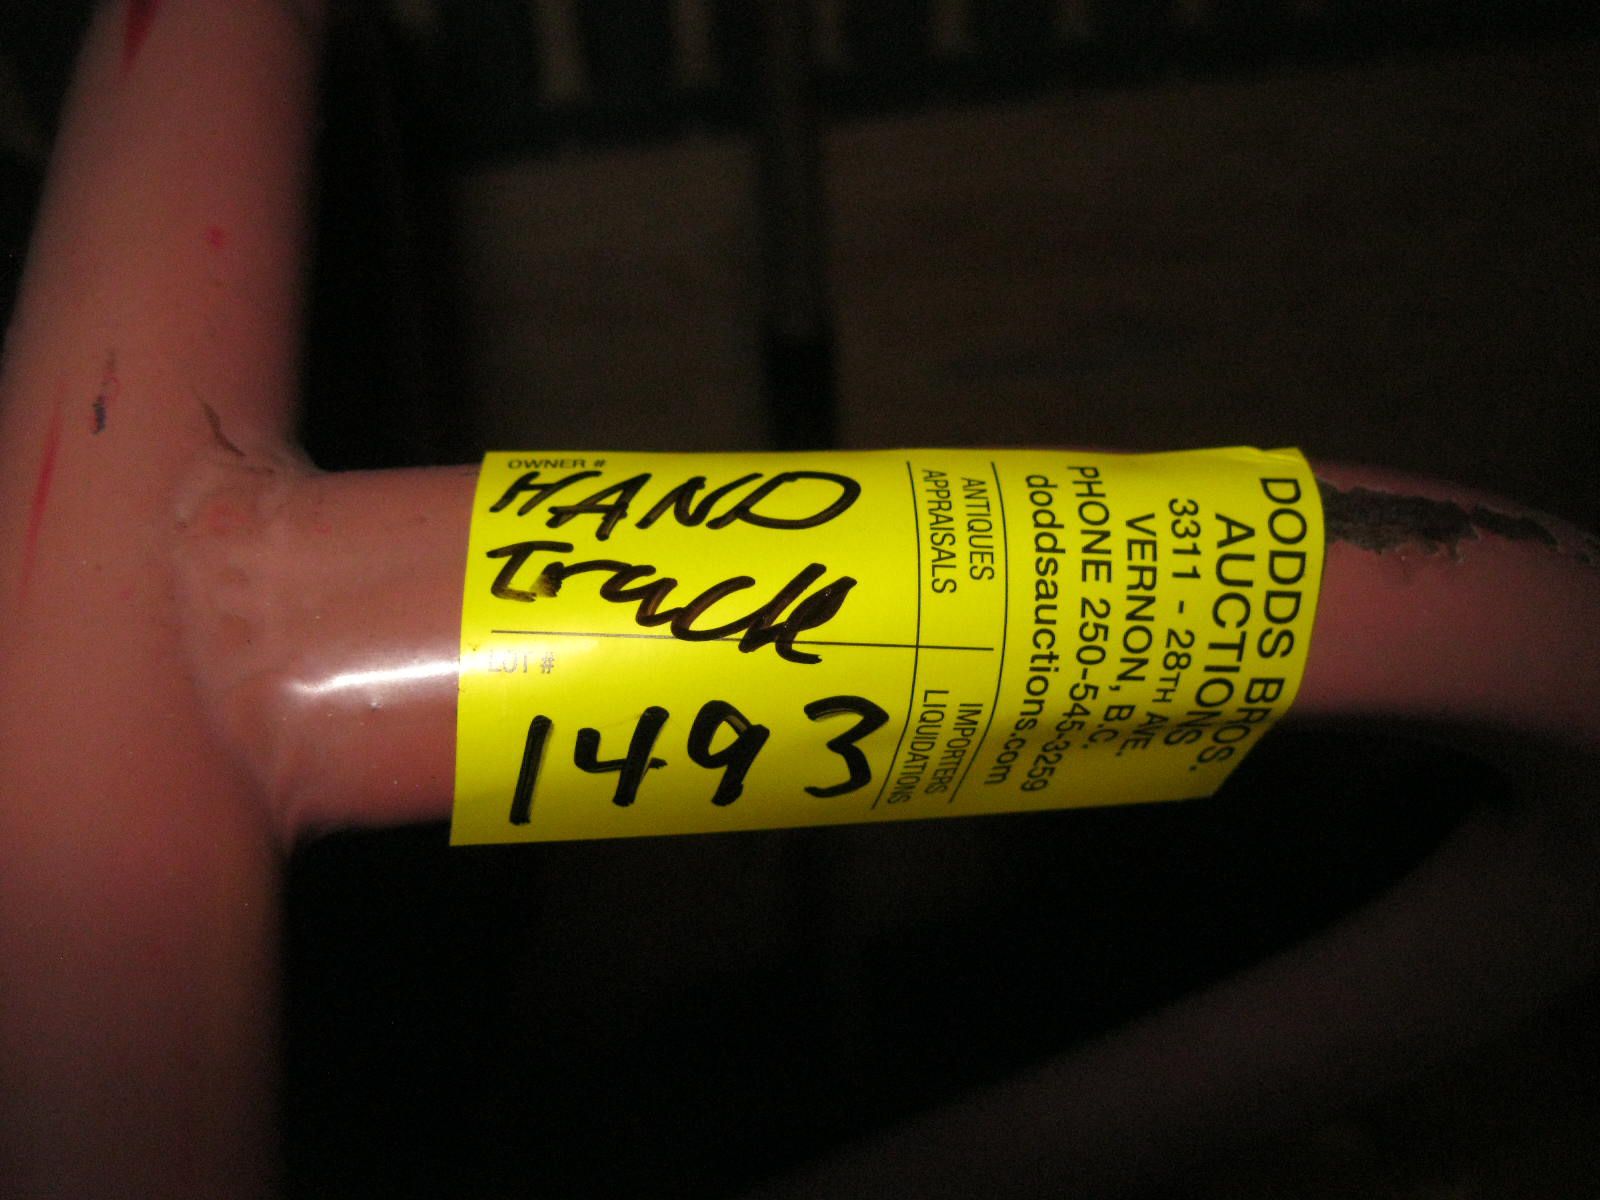 DODDS BROS.
AUCTIONS
3311 - 28TH AVE.
VERNON, B.C.
PHONE 250-545-3259
doddsauctions.com
ANTIQUES
APPRAISALS
IMPORTERS
LIQUIDATIONS
OWNER #
HAND
Truck
LOT #
1493